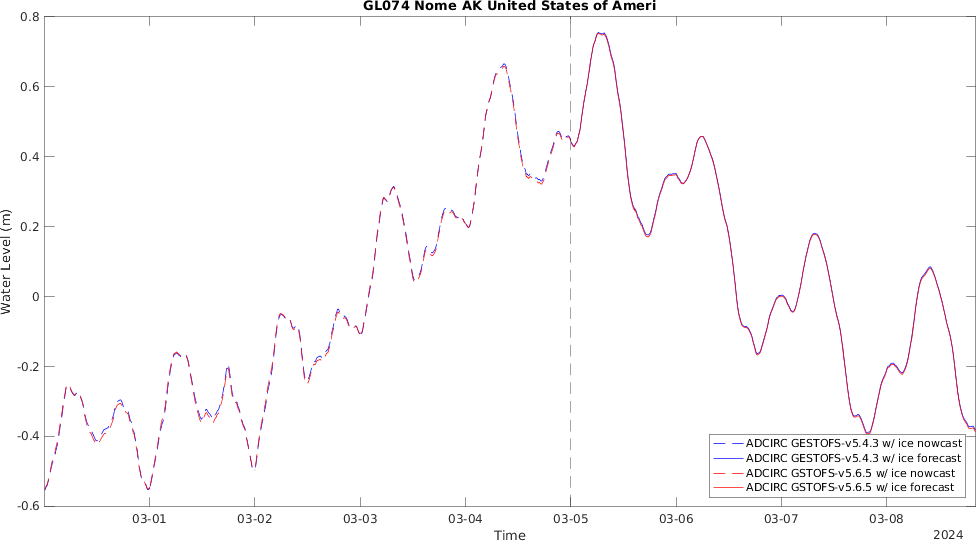 GL074 Nome AK United States of Ameri
0.8
0.6
0.4
0.2
0
-0.2
-0.4
-0.6
Water Level (m)
ADCIRC GESTOFS-v5.4.3 w/ ice nowcast
ADCIRC GESTOFS-v5.4.3 w/ ice forecast
ADCIRC GSTOFS-v5.6.5 w/ ice nowcast
ADCIRC GSTOFS-v5.6.5 w/ ice forecast
03-01 03-02 03-03 03-04 03-05 03-06 03-07 03-08
Time
2024